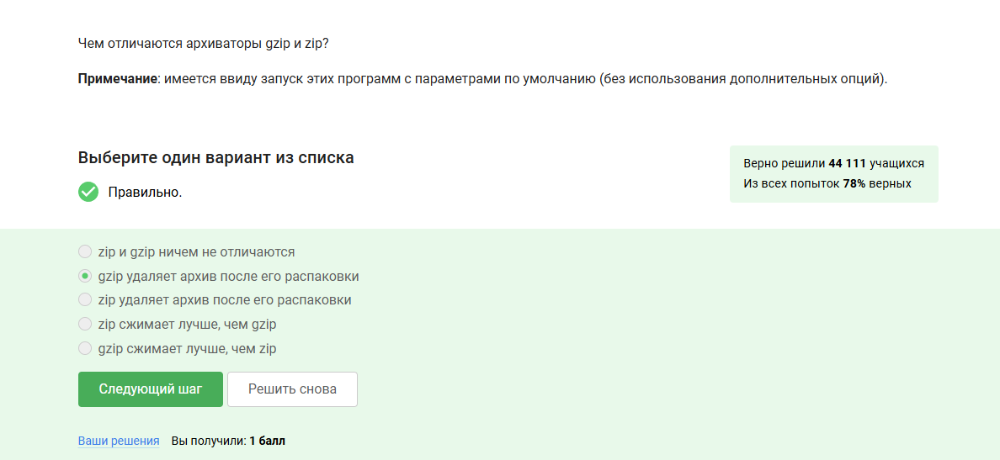 Чем отличаются архиваторы gzip и zip?
Примечание: имеется ввиду запуск этих программ с параметрами по умолчанию (без использования дополнительных опций).
Выберите один вариант из списка
Правильно.
Верно решили 44 111 учащихся
Из всех попыток 78% верных
zip и gzip ничем не отличаются
gzip удаляет архив после его распаковки
zip удаляет архив после его распаковки
zip сжимает лучше, чем gzip
gzip сжимает лучше, чем zip
Следующий шаг Решить снова
Ваши решения Вы получили: 1 балл